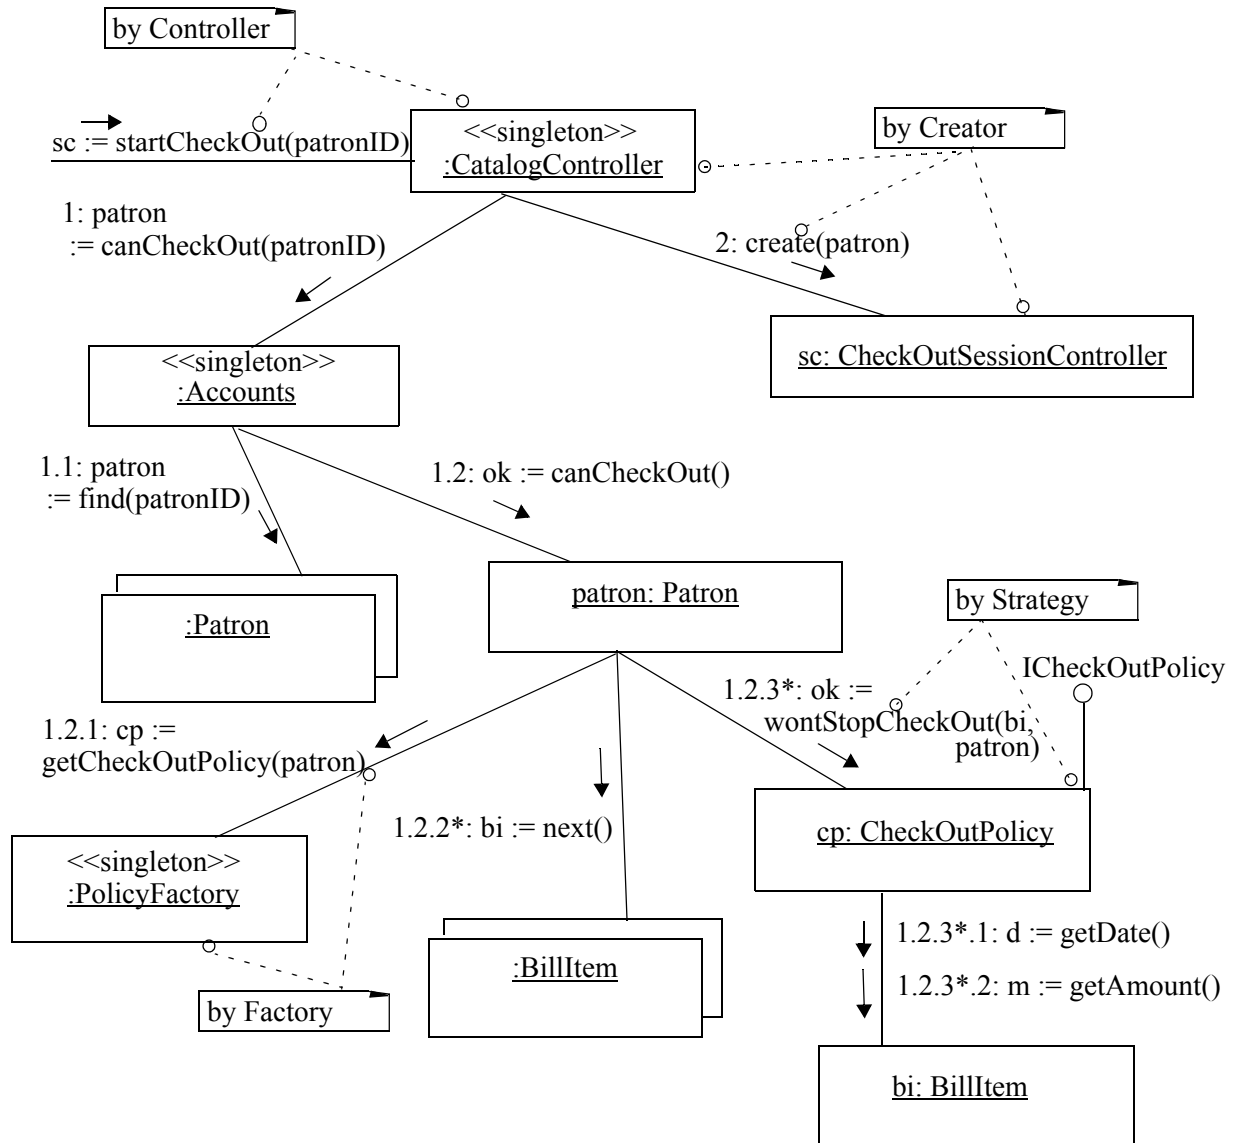 by Controller
sc := startCheckOut(patronID)
<<singleton>>
:CatalogController
by Creator
1: patron
:= canCheckOut(patronID)
2: create(patron)
<<singleton>>
:Accounts
sc: CheckOutSessionController
1.1: patron
:= find(patronID)
1.2: ok := canCheckOut()
:Patron
patron: Patron
by Strategy
ICheckOutPolicy
1.2.3*: ok :=
wontStopCheckOut(bi,
patron)
1.2.1: cp :=
getCheckOutPolicy(patron)
1.2.2*: bi := next()
cp: CheckOutPolicy
<<singleton>>
:PolicyFactory
:BillItem
1.2.3*.1: d := getDate()
1.2.3*.2: m := getAmount()
by Factory
bi: BillItem